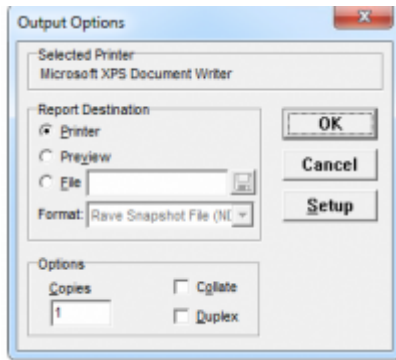 Output Options
Selected Printer
Microsoft XPS Document Writer
Report Destination
Printer
Preview
File
Format: Rave Snapshot File (ND
Options
Copies
1
Collate
Duplex
OK
Cancel
Setup